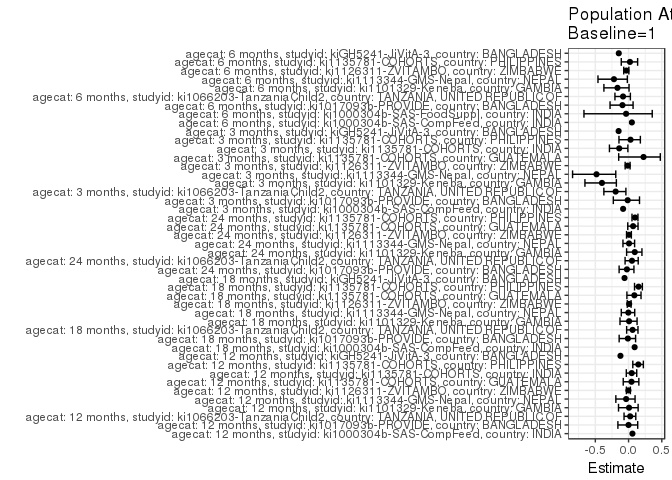 Population At
Baseline=1
agecat: 6 months, studyid: kiGH5241-JiVitA-3, country: BANGLADESH
agecat: 6 months, studyid: ki1135781-COHORTS, country: PHILIPPINES
agecat: 6 months, studyid: ki1126311-ZVITAMBO, country: ZIMBABWE
agecat: 6 months, studyid: ki1113344-GMS-Nepal, country: NEPAL
agecat: 6 months, studyid: ki1101329-Keneba, country: GAMBIA
agecat: 6 months, studyid: ki1066203-TanzaniaChild2, country: TANZANIA, UNITED REPUBLIC OF
agecat: 6 months, studyid: ki1017093b-PROVIDE, country: BANGLADESH
agecat: 6 months, studyid: ki1000304b-SAS-FoodSuppl, country: INDIA
agecat: 6 months, studyid: ki1000304b-SAS-CompFeed, country: INDIA
agecat: 3 months, studyid: kiGH5241-JiVitA-3, country: BANGLADESH
agecat: 3 months, studyid: ki1135781-COHORTS, country: PHILIPPINES
agecat: 3 months, studyid: ki1135781-COHORTS, country: INDIA
agecat: 3 months, studyid: ki1135781-COHORTS, country: GUATEMALA
agecat: 3 months, studyid: ki1126311-ZVITAMBO, country: ZIMBABWE
agecat: 3 months, studyid: ki1113344-GMS-Nepal, country: NEPAL
agecat: 3 months, studyid: ki1101329-Keneba, country: GAMBIA
agecat: 3 months, studyid: ki1066203-TanzaniaChild2, country: TANZANIA, UNITED REPUBLIC OF
agecat: 3 months, studyid: ki1017093b-PROVIDE, country: BANGLADESH
agecat: 3 months, studyid: ki1000304b-SAS-CompFeed, country: INDIA
agecat: 24 months, studyid: ki1135781-COHORTS, country: PHILIPPINES
agecat: 24 months, studyid: ki1135781-COHORTS, country: GUATEMALA
agecat: 24 months, studyid: ki1126311-ZVITAMBO, country: ZIMBABWE
agecat: 24 months, studyid: ki1113344-GMS-Nepal, country: NEPAL
agecat: 24 months, studyid: ki1101329-Keneba, country: GAMBIA
agecat: 24 months, studyid: ki1066203-TanzaniaChild2, country: TANZANIA, UNITED REPUBLIC OF
agecat: 24 months, studyid: ki1017093b-PROVIDE, country: BANGLADESH
agecat: 18 months, studyid: kiGH5241-JiVitA-3, country: BANGLADESH
agecat: 18 months, studyid: ki1135781-COHORTS, country: PHILIPPINES
agecat: 18 months, studyid: ki1135781-COHORTS, country: GUATEMALA
agecat: 18 months, studyid: ki1126311-ZVITAMBO, country: ZIMBABWE
agecat: 18 months, studyid: ki1113344-GMS-Nepal, country: NEPAL
agecat: 18 months, studyid: ki1101329-Keneba, country: GAMBIA
agecat: 18 months, studyid: ki1066203-TanzaniaChild2, country: TANZANIA, UNITED REPUBLIC OF
agecat: 18 months, studyid: ki1017093b-PROVIDE, country: BANGLADESH
agecat: 18 months, studyid: ki1000304b-SAS-CompFeed, country: INDIA
agecat: 12 months, studyid: kiGH5241-JiVitA-3, country: BANGLADESH
agecat: 12 months, studyid: ki1135781-COHORTS, country: PHILIPPINES
agecat: 12 months, studyid: ki1135781-COHORTS, country: INDIA
agecat: 12 months, studyid: ki1135781-COHORTS, country: GUATEMALA
agecat: 12 months, studyid: ki1126311-ZVITAMBO, country: ZIMBABWE
agecat: 12 months, studyid: ki1113344-GMS-Nepal, country: NEPAL
agecat: 12 months, studyid: ki1101329-Keneba, country: GAMBIA
agecat: 12 months, studyid: ki1066203-TanzaniaChild2, country: TANZANIA, UNITED REPUBLIC OF
agecat: 12 months, studyid: ki1017093b-PROVIDE, country: BANGLADESH
agecat: 12 months, studyid: ki1000304b-SAS-CompFeed, country: INDIA
-0.5 0.0 0.5
Estimate